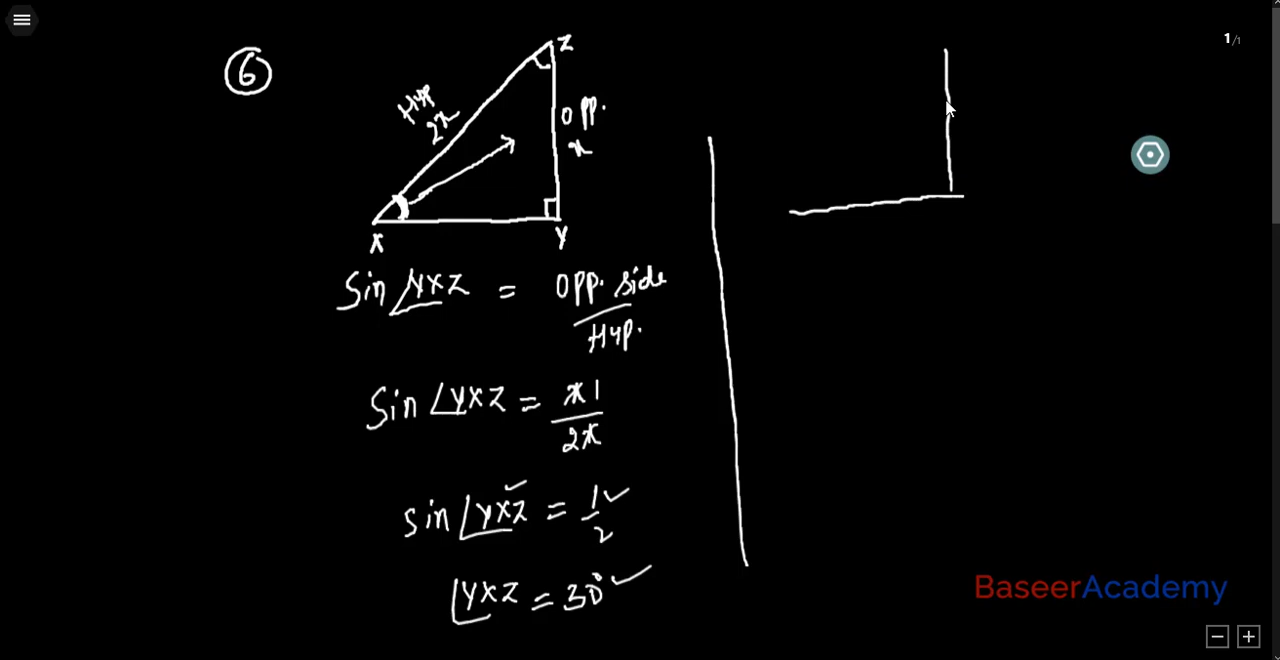 6
Z
Hyp
2x
opp.
x
X
Y
Sin ∠YXZ = opp. side / Hyp.
Sin ∠YXZ = x1 / 2x
sin ∠YXZ = 1/2
∠YXZ = 30°
1/1
BaseerAcademy